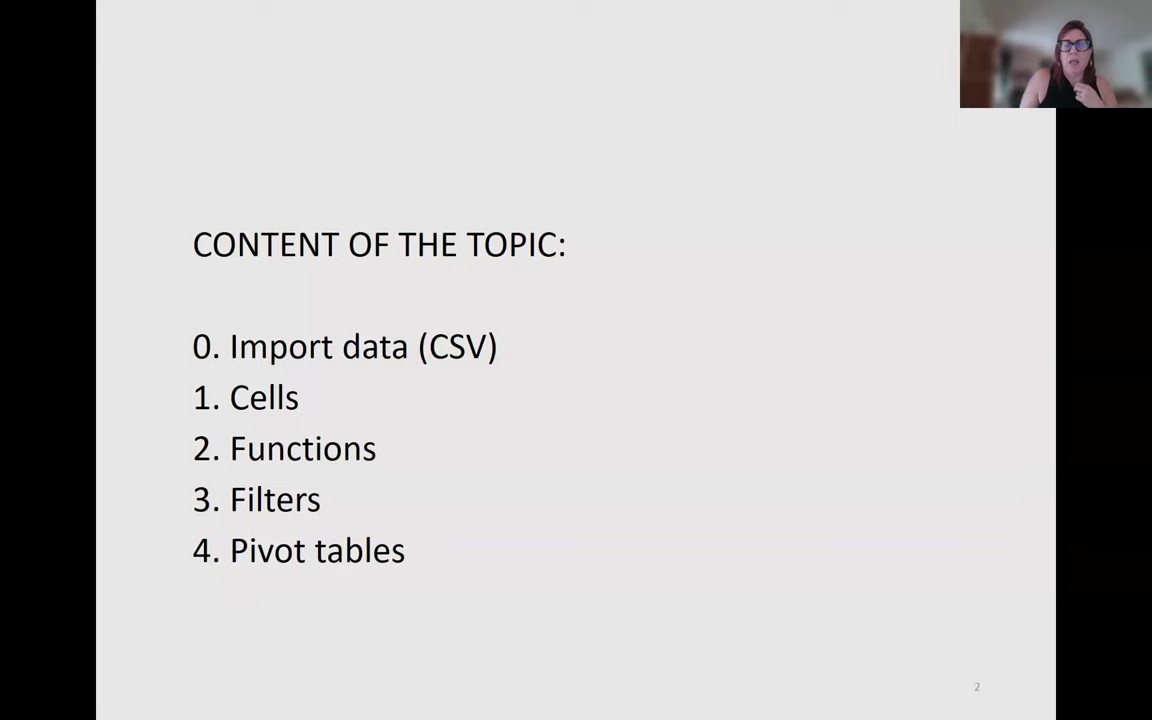 CONTENT OF THE TOPIC:
0. Import data (CSV)
1. Cells
2. Functions
3. Filters
4. Pivot tables
2